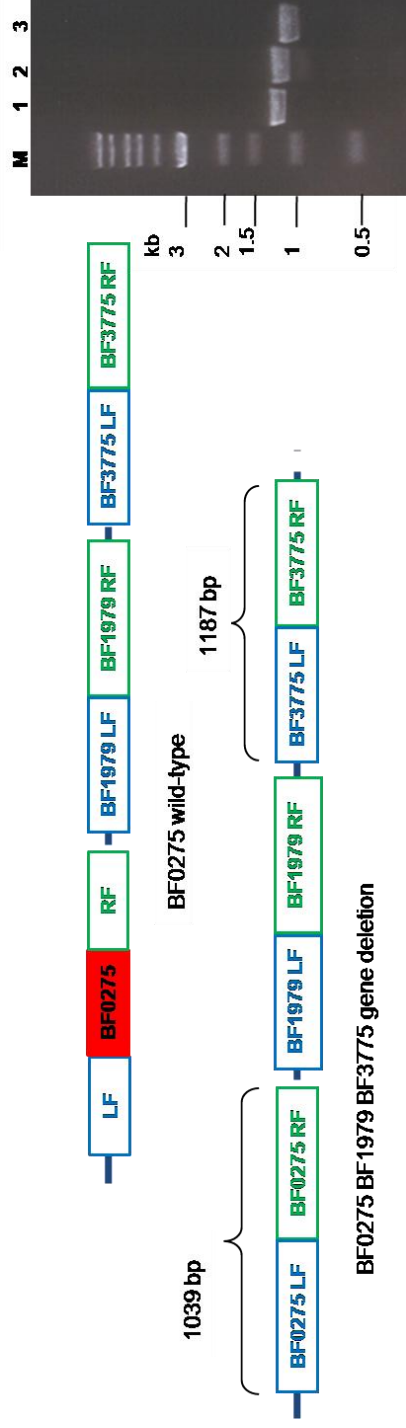 LF BF0275 RF BF1979 LF BF1979 RF BF3775 LF BF3775 RF
BF0275 wild-type
1039 bp
1187 bp
BF0275 LF BF0275 RF BF1979 LF BF1979 RF BF3775 LF BF3775 RF
BF0275 BF1979 BF3775 gene deletion
M 1 2 3
kb
3
2
1.5
1
0.5